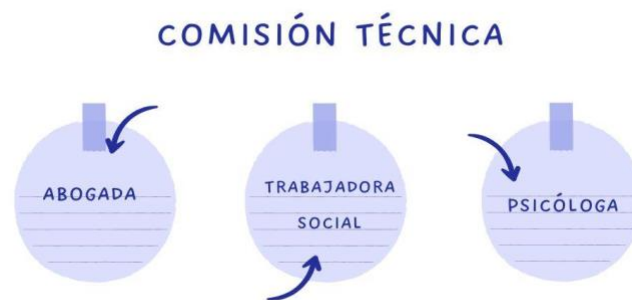 COMISIÓN TÉCNICA
ABOGADA
TRABAJADORA
SOCIAL
PSICÓLOGA